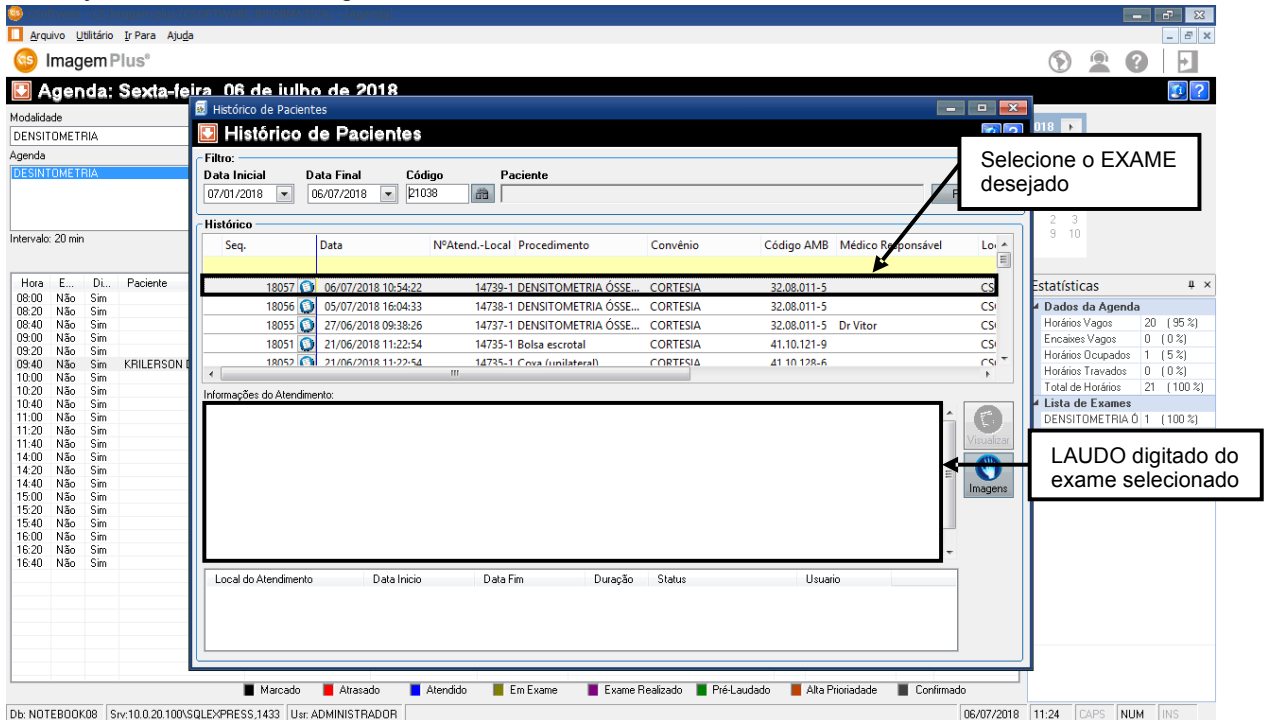 Arquivo Utilitário Ir Para Ajuda
ImagemPlus®
Agenda: Sexta-feira, 06 de julho de 2018
Modalidade
DENSITOMETRIA
Agenda
DESINTOMETRIA
Intervalo: 20 min
Hora E... Di... Paciente
08:00 Não Sim
08:20 Não Sim
08:40 Não Sim
09:00 Não Sim
09:20 Não Sim
09:40 Não Sim KRILERSON
10:00 Não Sim
10:20 Não Sim
10:40 Não Sim
11:00 Não Sim
11:20 Não Sim
11:40 Não Sim
14:00 Não Sim
14:20 Não Sim
14:40 Não Sim
15:00 Não Sim
15:20 Não Sim
15:40 Não Sim
16:00 Não Sim
16:20 Não Sim
16:40 Não Sim
Histórico de Pacientes
Histórico de Pacientes
Filtro:
Data Inicial Data Final Código Paciente
07/01/2018 06/07/2018 21038
Histórico
Seq. Data NºAtend.-Local Procedimento Convênio Código AMB Médico Responsável
18057 06/07/2018 10:54:22 14739-1 DENSITOMETRIA ÓSSE... CORTESIA 32.08.011-5
18056 05/07/2018 16:04:33 14738-1 DENSITOMETRIA ÓSSE... CORTESIA 32.08.011-5
18055 27/06/2018 09:38:26 14737-1 DENSITOMETRIA ÓSSE... CORTESIA 32.08.011-5 Dr Vitor
18051 21/06/2018 11:22:54 14735-1 Bolsa escrotal CORTESIA 41.10.121-9
18052 21/06/2018 11:22:54 14735-1 Coxa (unilateral) CORTESIA 41.10.128-6
Informações do Atendimento:
Visualizar
Imagens
Local do Atendimento Data Inicio Data Fim Duração Status Usuario
Selecione o EXAME
desejado
LAUDO digitado do
exame selecionado
018
2 3
9 10
Estatísticas
Dados da Agenda
Horários Vagos 20 (95 %)
Encaixes Vagos 0 (0 %)
Horários Ocupados 1 (5 %)
Horários Travados 0 (0 %)
Total de Horários 21 (100 %)
Lista de Exames
DENSITOMETRIA Ó 1 (100 %)
Marcado Atrasado Atendido Em Exame Exame Realizado Pré-Laudado Alta Prioriadade Confirmado
Db: NOTEBOOK08 Srv:10.0.20.100\SQLEXPRESS,1433 Usr: ADMINISTRADOR 06/07/2018 11:24 CAPS NUM INS